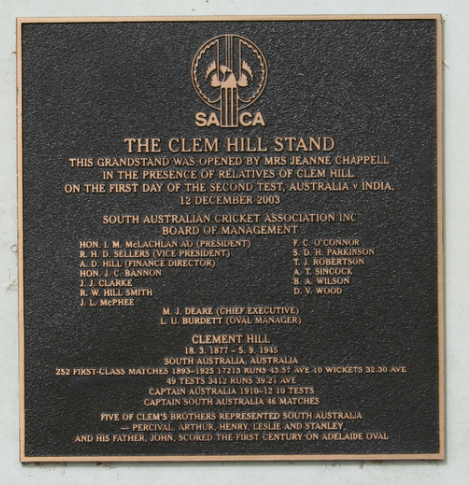 SACA
THE CLEM HILL STAND
THIS GRANDSTAND WAS OPENED BY MRS JEANNE CHAPPELL
IN THE PRESENCE OF RELATIVES OF CLEM HILL
ON THE FIRST DAY OF THE SECOND TEST, AUSTRALIA v INDIA,
12 DECEMBER 2003
SOUTH AUSTRALIAN CRICKET ASSOCIATION INC
BOARD OF MANAGEMENT
HON. I. M. McLACHLAN AO (PRESIDENT)
R. H. D. SELLERS (VICE PRESIDENT)
A. D. HILL (FINANCE DIRECTOR)
HON. J. C. BANNON
J. J. CLARKE
R. W. HILL SMITH
J. L. McPHEE
F. C. O'CONNOR
S. D. H. PARKINSON
T. J. ROBERTSON
A. T. SINCOCK
B. A. WILSON
D. V. WOOD
M. J. DEARE (CHIEF EXECUTIVE)
L. U. BURDETT (OVAL MANAGER)
CLEMENT HILL
18. 3. 1877 – 5. 9. 1945
SOUTH AUSTRALIA, AUSTRALIA
252 FIRST-CLASS MATCHES 1893-1925 17213 RUNS 43.57 AVE 10 WICKETS 32.30 AVE
49 TESTS 3412 RUNS 39.21 AVE
CAPTAIN AUSTRALIA 1910-12 10 TESTS
CAPTAIN SOUTH AUSTRALIA 46 MATCHES
FIVE OF CLEM'S BROTHERS REPRESENTED SOUTH AUSTRALIA
— PERCIVAL, ARTHUR, HENRY, LESLIE AND STANLEY,
AND HIS FATHER, JOHN, SCORED THE FIRST CENTURY ON ADELAIDE OVAL